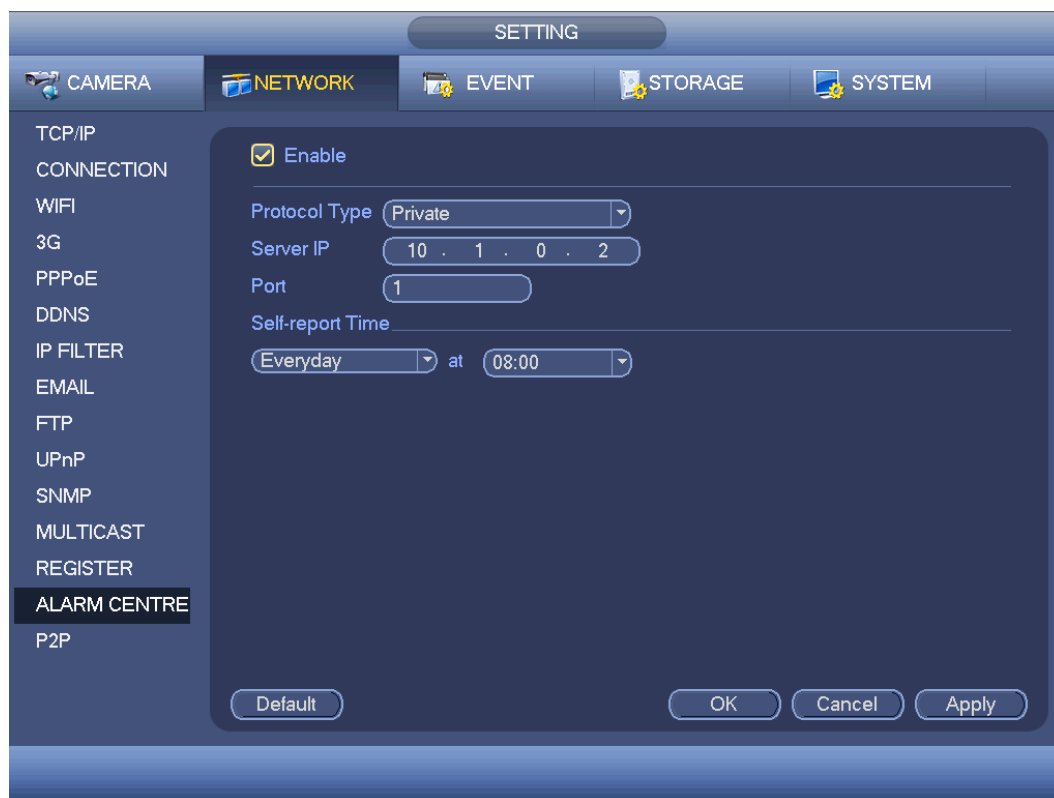 SETTING
CAMERA NETWORK EVENT STORAGE SYSTEM
TCP/IP
CONNECTION
WIFI
3G
PPPoE
DDNS
IP FILTER
EMAIL
FTP
UPnP
SNMP
MULTICAST
REGISTER
ALARM CENTRE
P2P
Enable
Protocol Type Private
Server IP 10 . 1 . 0 . 2
Port 1
Self-report Time
Everyday at 08:00
Default OK Cancel Apply